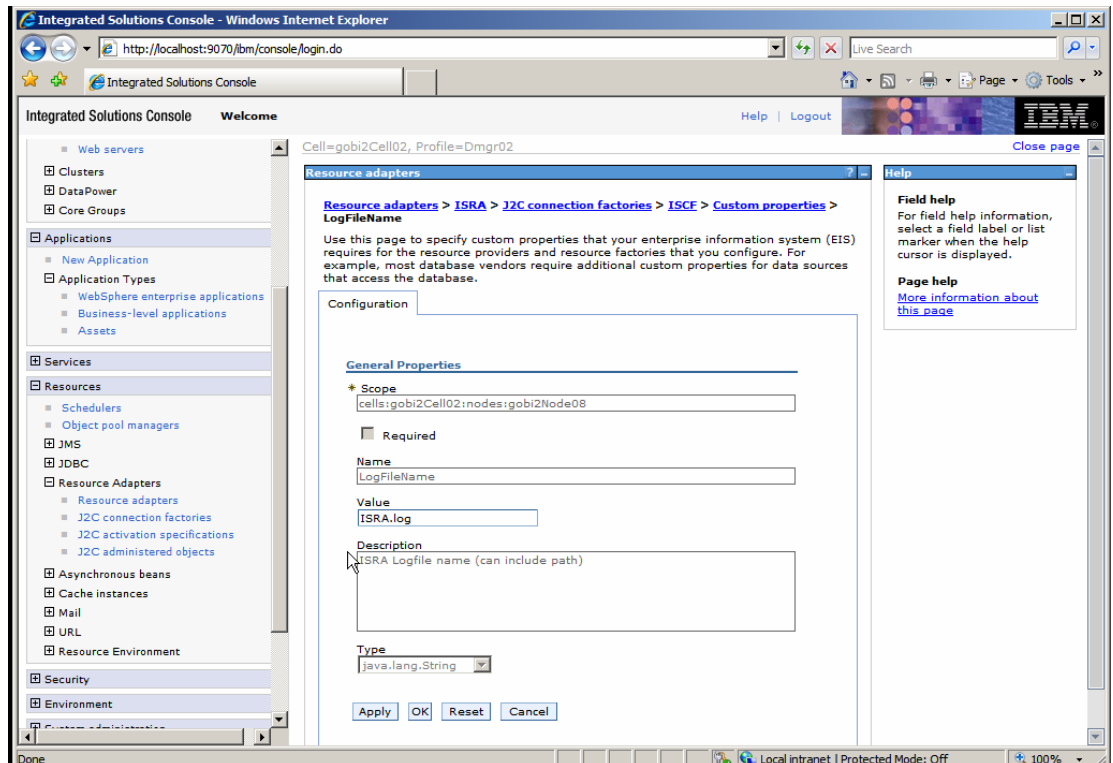 Integrated Solutions Console - Windows Internet Explorer
http://localhost:9070/ibm/console/login.do
Live Search
Integrated Solutions Console
Page
Tools
Integrated Solutions Console Welcome
Help | Logout
IBM
Web servers
Clusters
DataPower
Core Groups
Applications
New Application
Application Types
WebSphere enterprise applications
Business-level applications
Assets
Services
Resources
Schedulers
Object pool managers
JMS
JDBC
Resource Adapters
Resource adapters
J2C connection factories
J2C activation specifications
J2C administered objects
Asynchronous beans
Cache instances
Mail
URL
Resource Environment
Security
Environment
Custom administration
Cell=gobi2Cell02, Profile=Dmgr02
Close page
Resource adapters
Resource adapters > ISRA > J2C connection factories > ISCF > Custom properties >
LogFileName
Use this page to specify custom properties that your enterprise information system (EIS)
requires for the resource providers and resource factories that you configure. For
example, most database vendors require additional custom properties for data sources
that access the database.
Configuration
General Properties
* Scope
cells:gobi2Cell02:nodes:gobi2Node08
Required
Name
LogFileName
Value
ISRA.log
Description
ISRA Logfile name (can include path)
Type
java.lang.String
Apply OK Reset Cancel
Help
Field help
For field help information,
select a field label or list
marker when the help
cursor is displayed.
Page help
More information about
this page
Done
Local intranet | Protected Mode: Off
100%